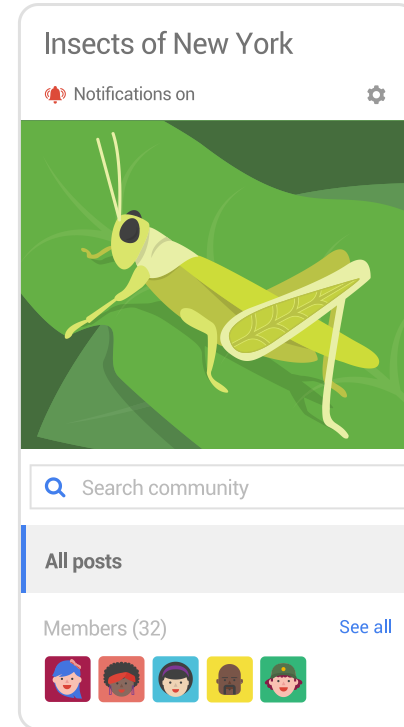 Insects of New York
Notifications on
Search community
All posts
Members (32)
See all